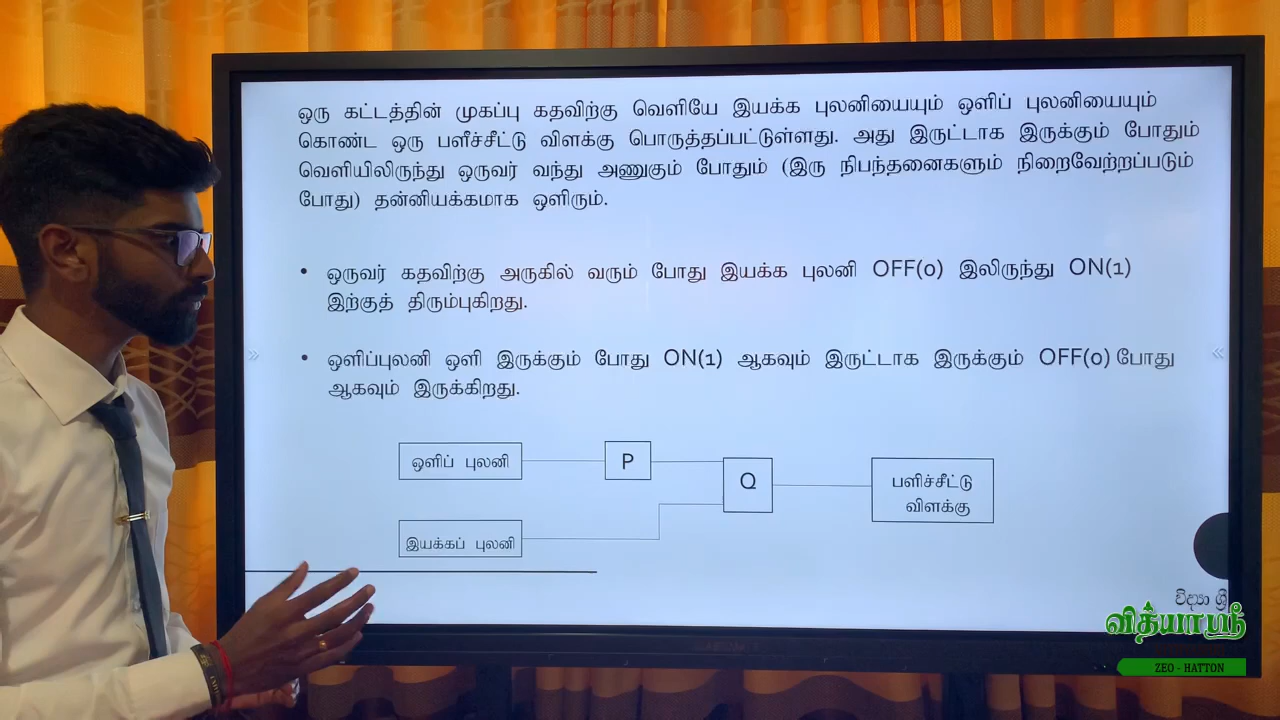 ஒரு கட்டத்தின் முகப்பு கதவிற்கு வெளியே இயக்க புலனியையும் ஒளிப் புலனியையும்
கொண்ட ஒரு பளீச்சீட்டு விளக்கு பொருத்தப்பட்டுள்ளது. அது இருட்டாக இருக்கும் போதும்
வெளியிலிருந்து ஒருவர் வந்து அணுகும் போதும் (இரு நிபந்தனைகளும் நிறைவேற்றப்படும்
போது) தன்னியக்கமாக ஒளிரும்.
• ஒருவர் கதவிற்கு அருகில் வரும் போது இயக்க புலனி OFF(0) இலிருந்து ON(1)
இற்குத் திரும்புகிறது.
• ஒளிப்புலனி ஒளி இருக்கும் போது ON(1) ஆகவும் இருட்டாக இருக்கும் OFF(0) போது
ஆகவும் இருக்கிறது.
ஒளிப் புலனி
P
Q
பளிச்சீட்டு
விளக்கு
இயக்கப் புலனி
විද්‍යා ශ්‍රී
வித்யா ஸ்ரீ
ZEO - HATTON